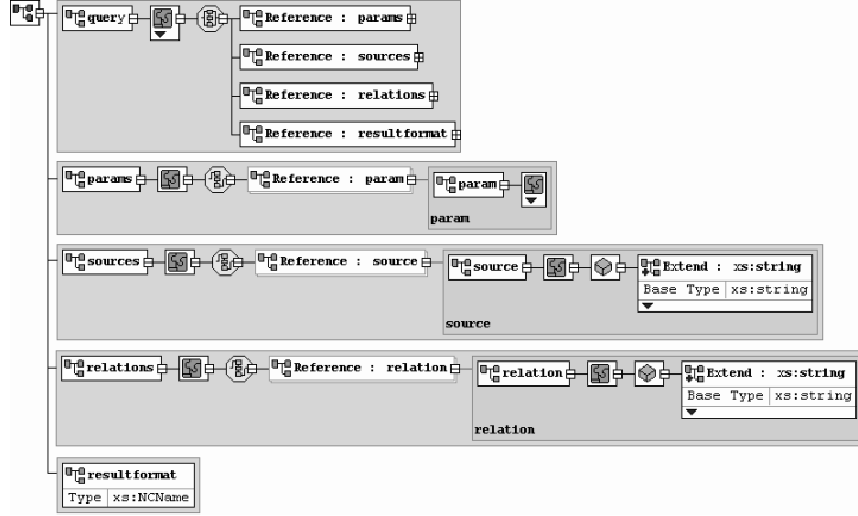 query
Reference : params
Reference : sources
Reference : relations
Reference : resultformat
params
Reference : param
param
param
sources
Reference : source
source
Extend : xs:string
Base Type xs:string
source
relations
Reference : relation
relation
Extend : xs:string
Base Type xs:string
relation
resultformat
Type xs:NCName